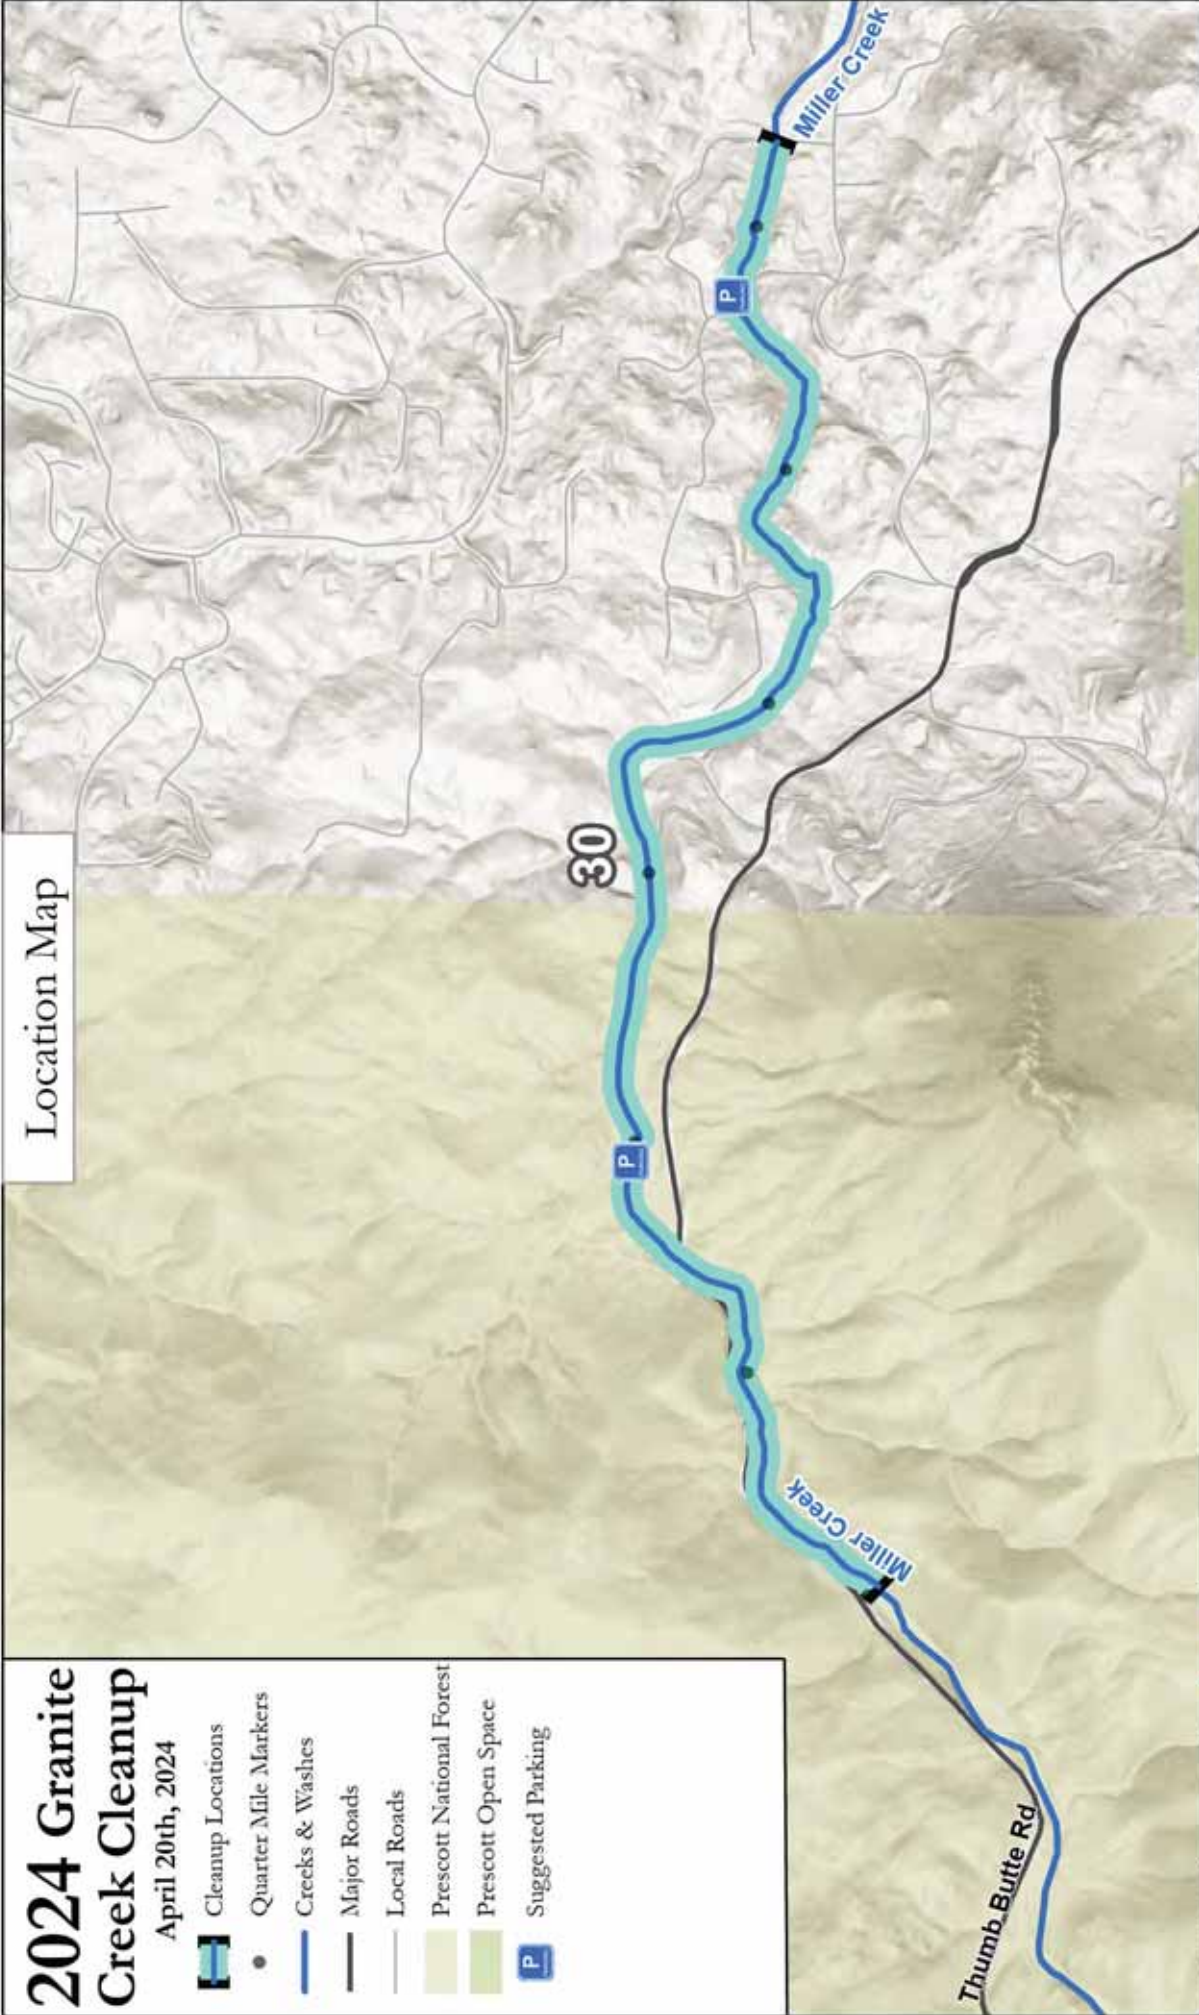 2024 Granite
Creek Cleanup
April 20th, 2024
Cleanup Locations
Quarter Mile Markers
Creeks & Washes
Major Roads
Local Roads
Prescott National Forest
Prescott Open Space
P
Suggested Parking
Location Map
Thumb Butte Rd
Miller Creek
P
30
P
Miller Creek